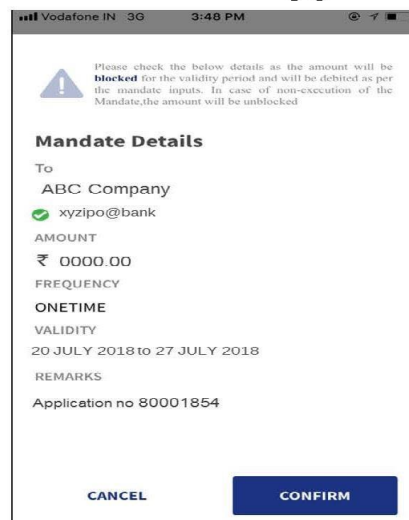 Vodafone IN 3G 3:48 PM
Please check the below details as the amount will be
blocked for the validity period and will be debited as per
the mandate inputs. In case of non-execution of the
Mandate,the amount will be unblocked
Mandate Details
To
ABC Company
xyzipo@bank
AMOUNT
₹ 0000.00
FREQUENCY
ONETIME
VALIDITY
20 JULY 2018 to 27 JULY 2018
REMARKS
Application no 80001854
CANCEL CONFIRM